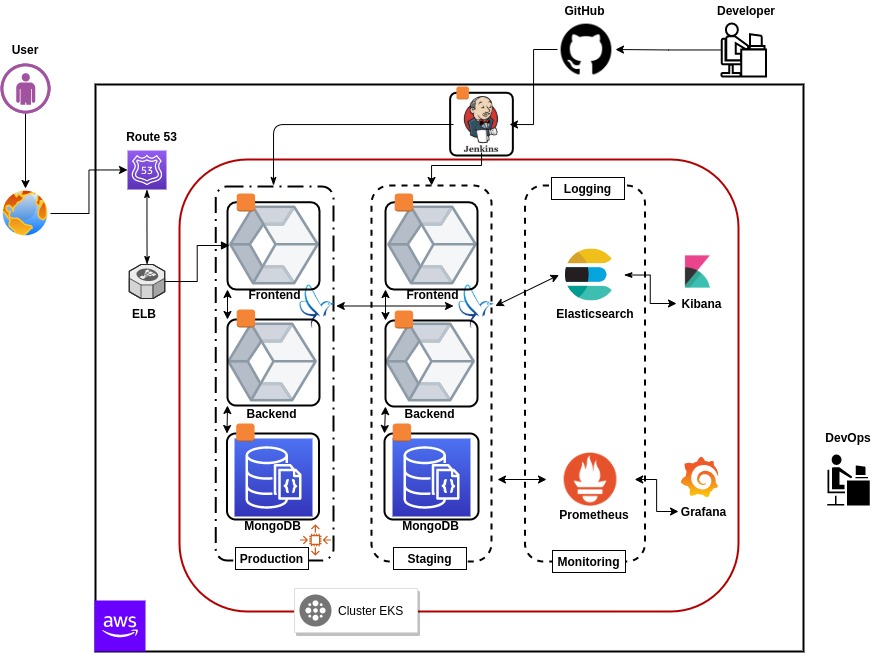 GitHub
Developer
User
Route 53
53
Jenkins
Logging
Frontend
Frontend
Elasticsearch
Kibana
ELB
Backend
Backend
DevOps
MongoDB
MongoDB
Prometheus
Grafana
Production
Staging
Monitoring
Cluster EKS
aws